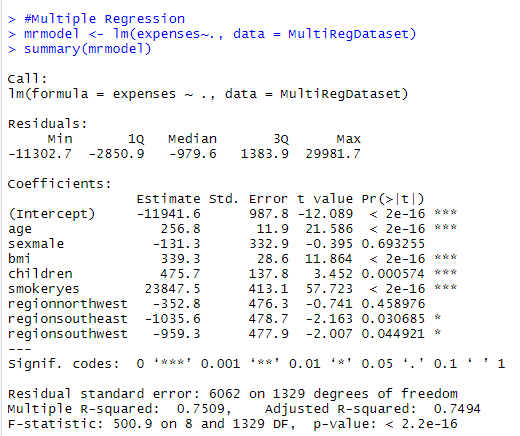 > #Multiple Regression
> mrmodel <- lm(expenses~., data = MultiRegDataset)
> summary(mrmodel)

Call:
lm(formula = expenses ~ ., data = MultiRegDataset)

Residuals:
     Min       1Q   Median       3Q      Max
-11302.7  -2850.9   -979.6   1383.9  29981.7

Coefficients:
                Estimate Std. Error t value Pr(>|t|)
(Intercept)     -11941.6      987.8 -12.089  < 2e-16 ***
age                256.8       11.9  21.586  < 2e-16 ***
sexmale           -131.3      332.9  -0.395 0.693255
bmi                339.3       28.6  11.864  < 2e-16 ***
children           475.7      137.8   3.452 0.000574 ***
smokeryes        23847.5      413.1  57.723  < 2e-16 ***
regionnorthwest   -352.8      476.3  -0.741 0.458976
regionsoutheast  -1035.6      478.7  -2.163 0.030685 *
regionsouthwest   -959.3      477.9  -2.007 0.044921 *
---
Signif. codes:  0 ‘***’ 0.001 ‘**’ 0.01 ‘*’ 0.05 ‘.’ 0.1 ‘ ’ 1

Residual standard error: 6062 on 1329 degrees of freedom
Multiple R-squared:  0.7509,    Adjusted R-squared:  0.7494
F-statistic: 500.9 on 8 and 1329 DF,  p-value: < 2.2e-16